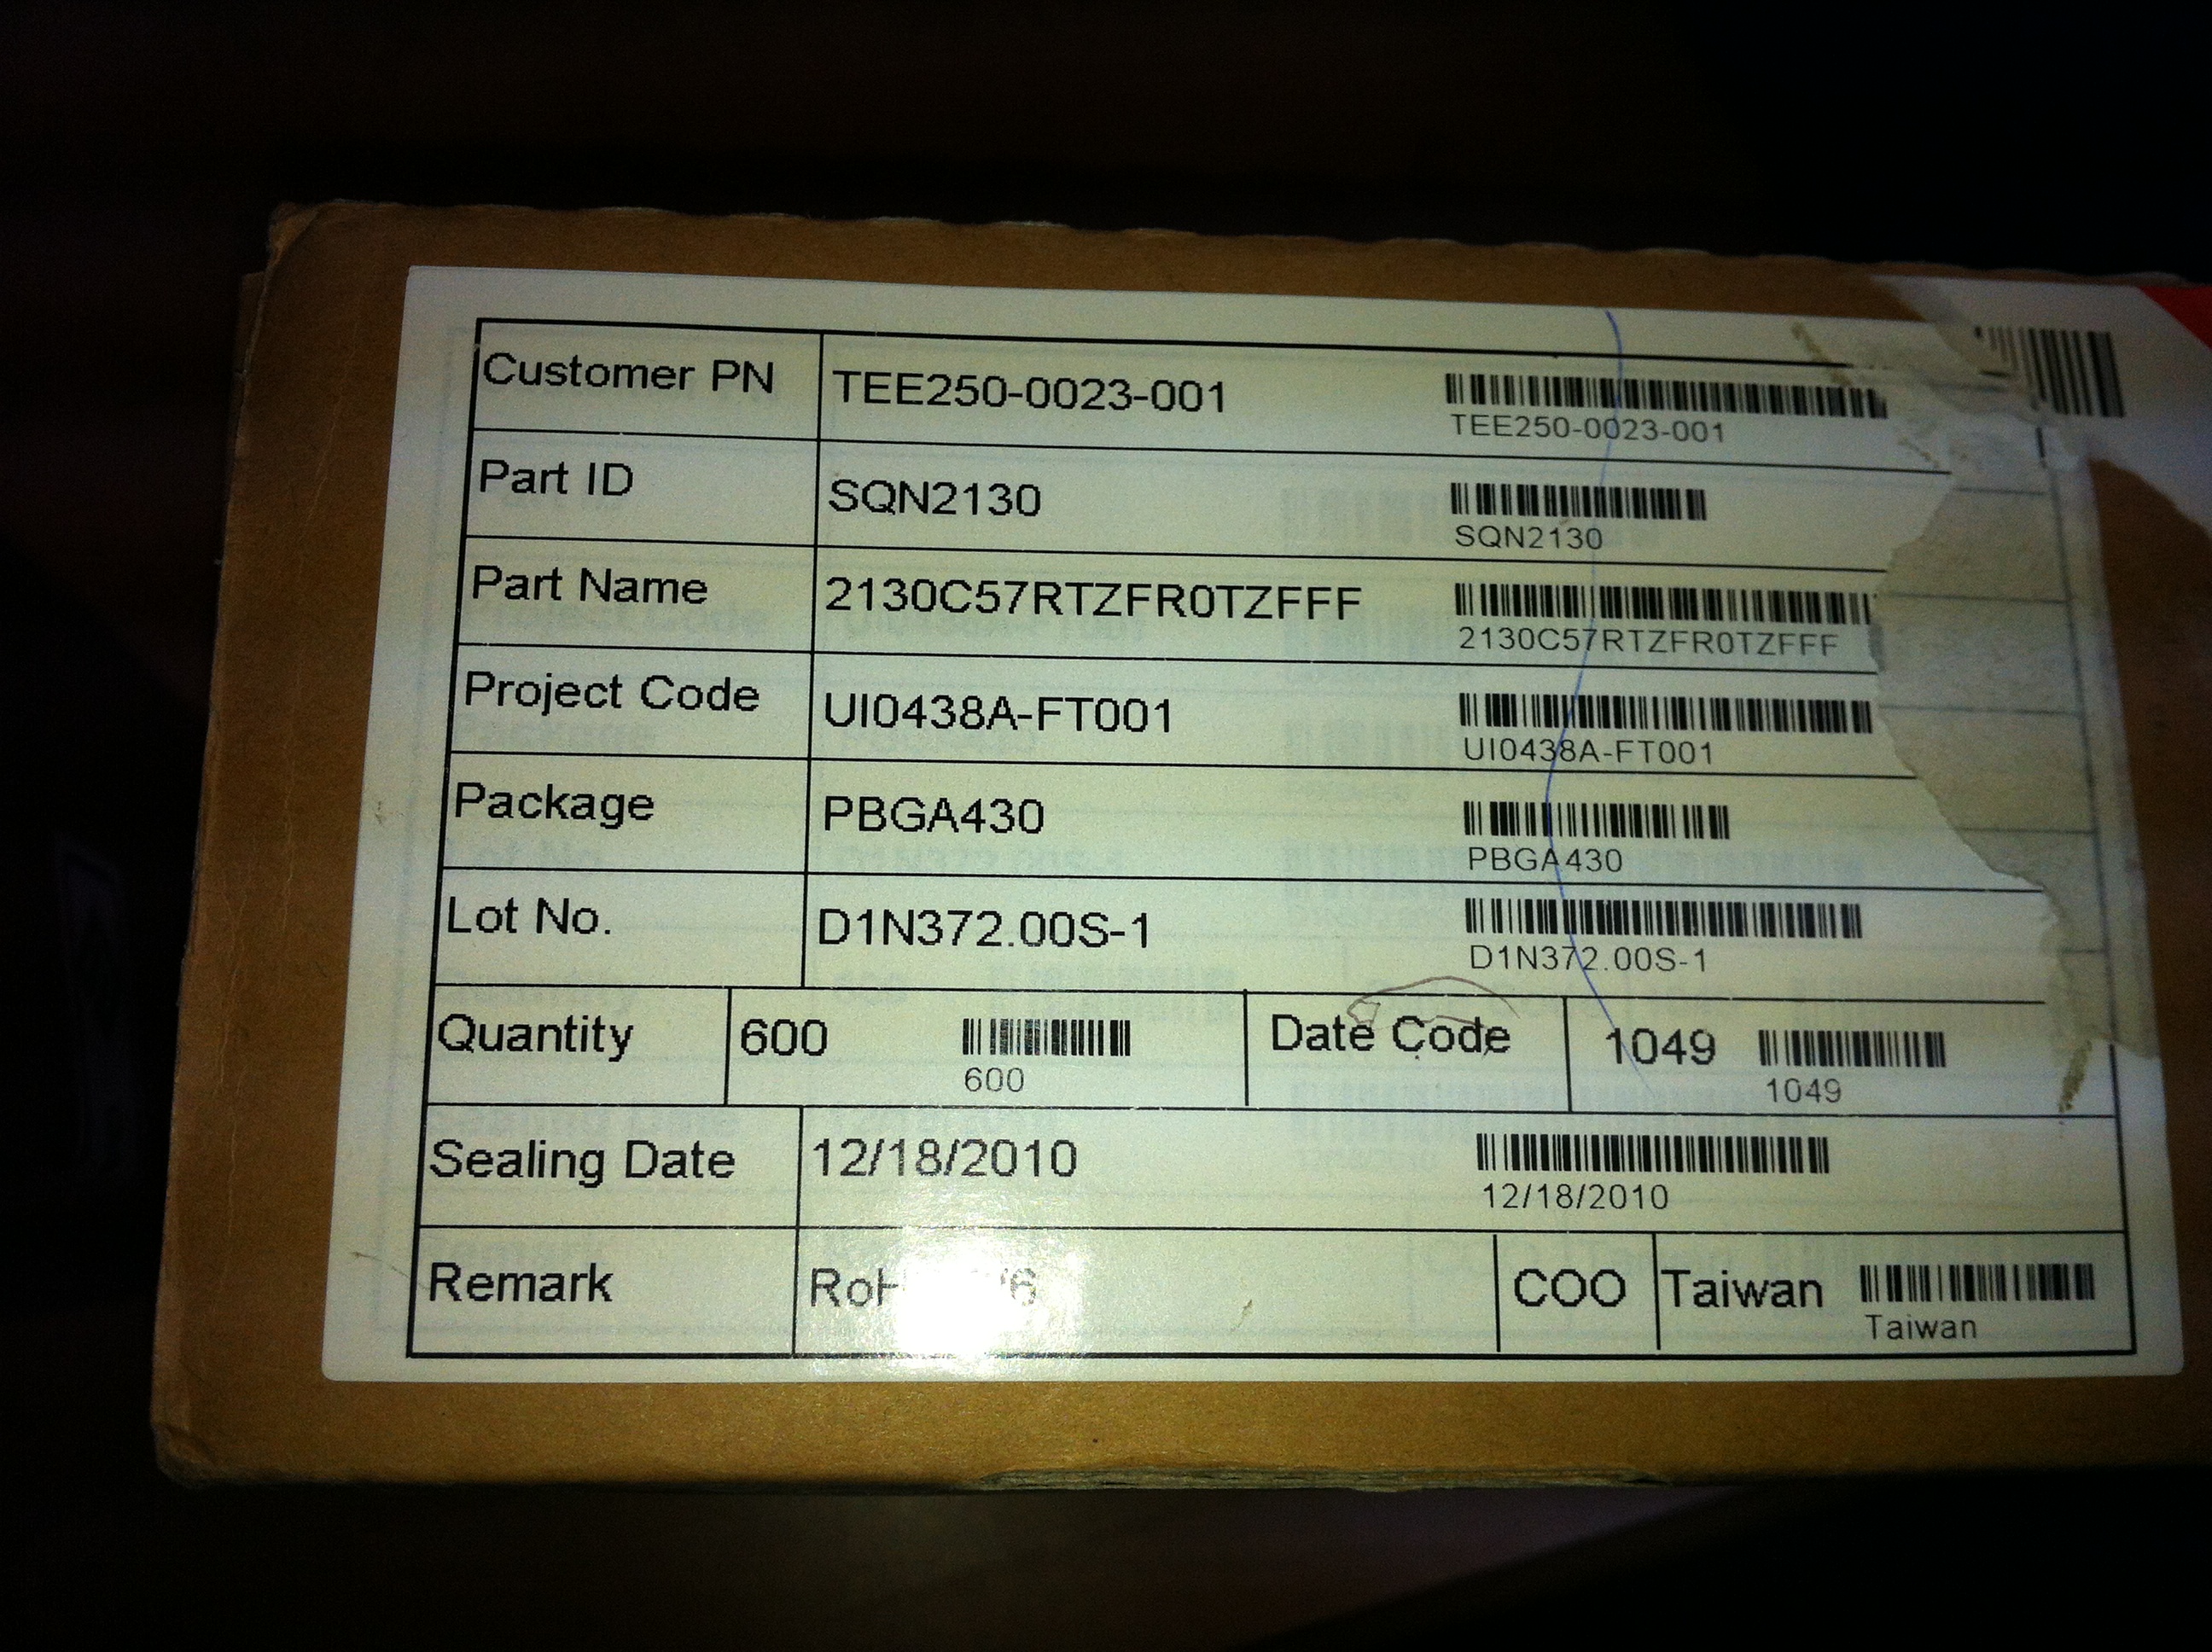 Customer PN TEE250-0023-001
TEE250-0023-001
Part ID SQN2130
SQN2130
Part Name 2130C57RTZFR0TZFFF
2130C57RTZFR0TZFFF
Project Code UI0438A-FT001
UI0438A-FT001
Package PBGA430
PBGA430
Lot No. D1N372.00S-1
D1N372.00S-1
Quantity 600 Date Code 1049
600 1049
Sealing Date 12/18/2010
12/18/2010
Remark COO Taiwan
Taiwan